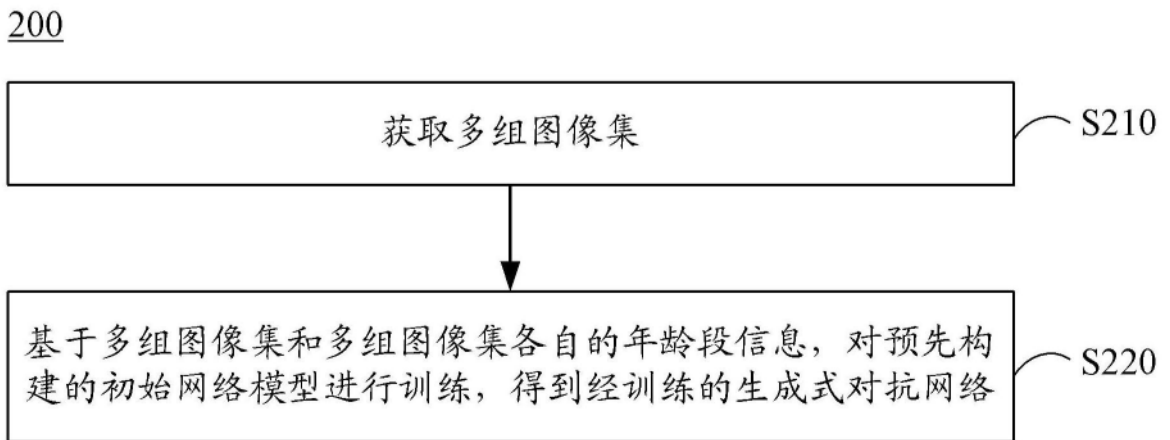 200
获取多组图像集
S210
基于多组图像集和多组图像集各自的年龄段信息，对预先构
建的初始网络模型进行训练，得到经训练的生成式对抗网络
S220